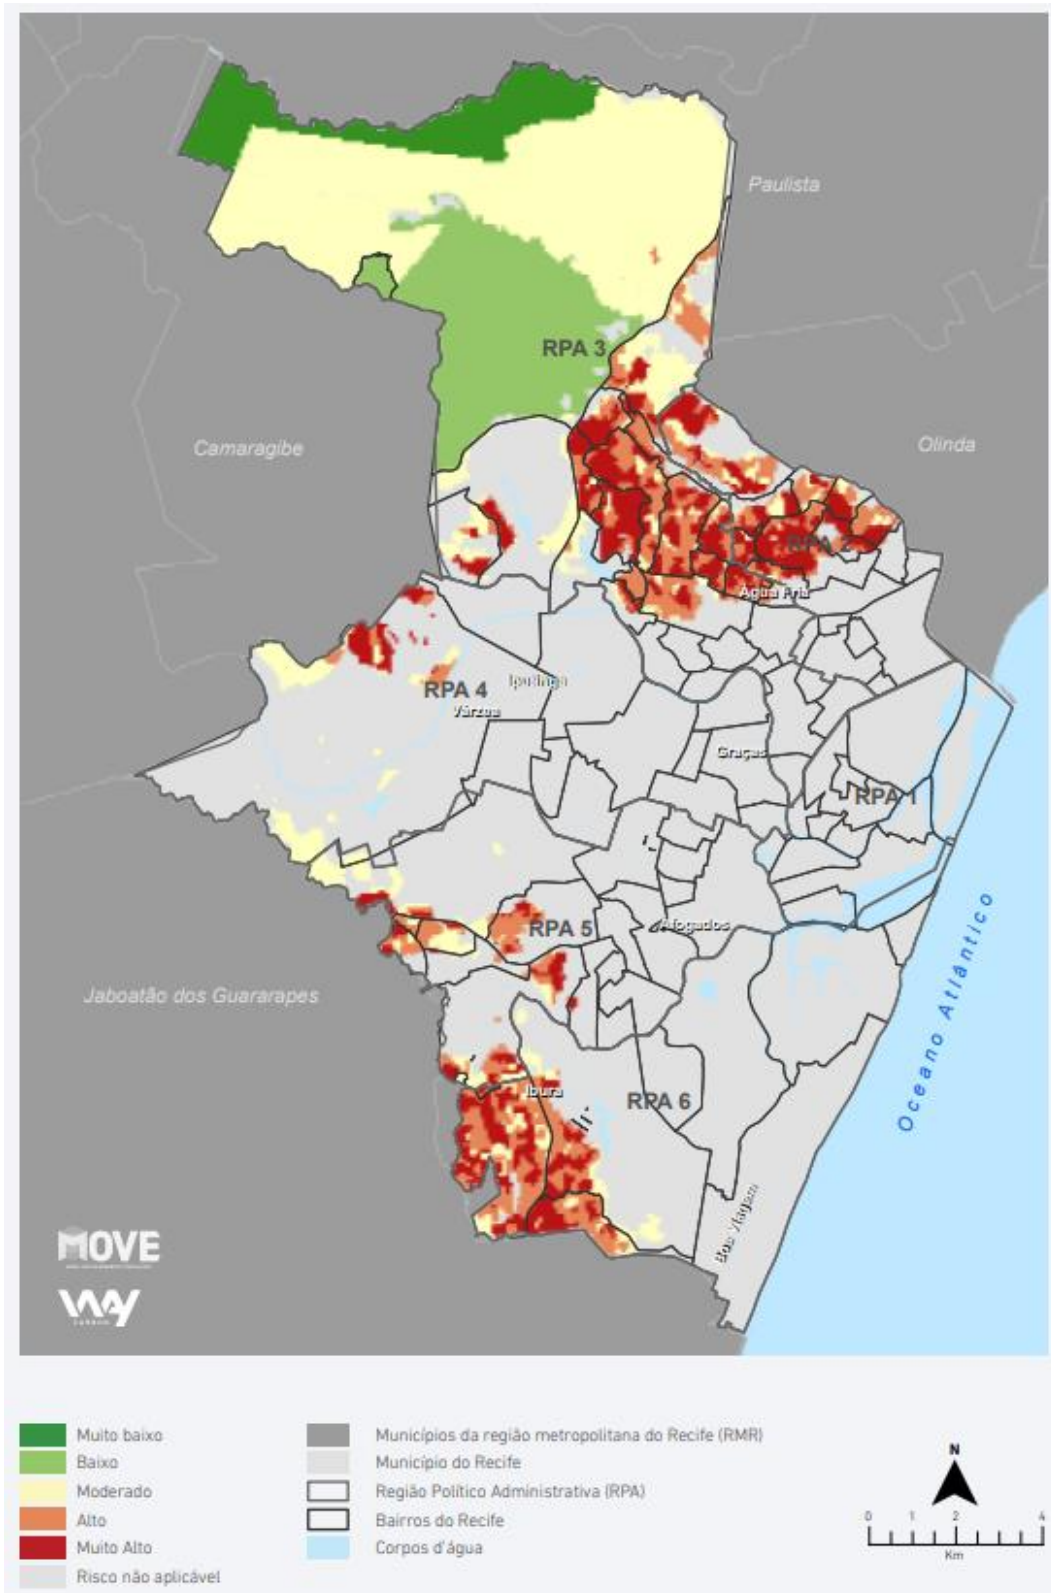 Paulista
RPA 3
Camaragibe
Olinda
RPA 2
Água Fria
Iputinga
RPA 4
Várzea
Graças
RPA 1
RPA 5
Afogados
Jaboatão dos Guararapes
Oceano Atlântico
Ibura
RPA 6
Boa Viagem
MOVE
WAY
CARBON
Muito baixo
Baixo
Moderado
Alto
Muito Alto
Risco não aplicável
Municípios da região metropolitana do Recife (RMR)
Município do Recife
Região Político Administrativa (RPA)
Bairros do Recife
Corpos d'água
N
0 1 2 4
Km